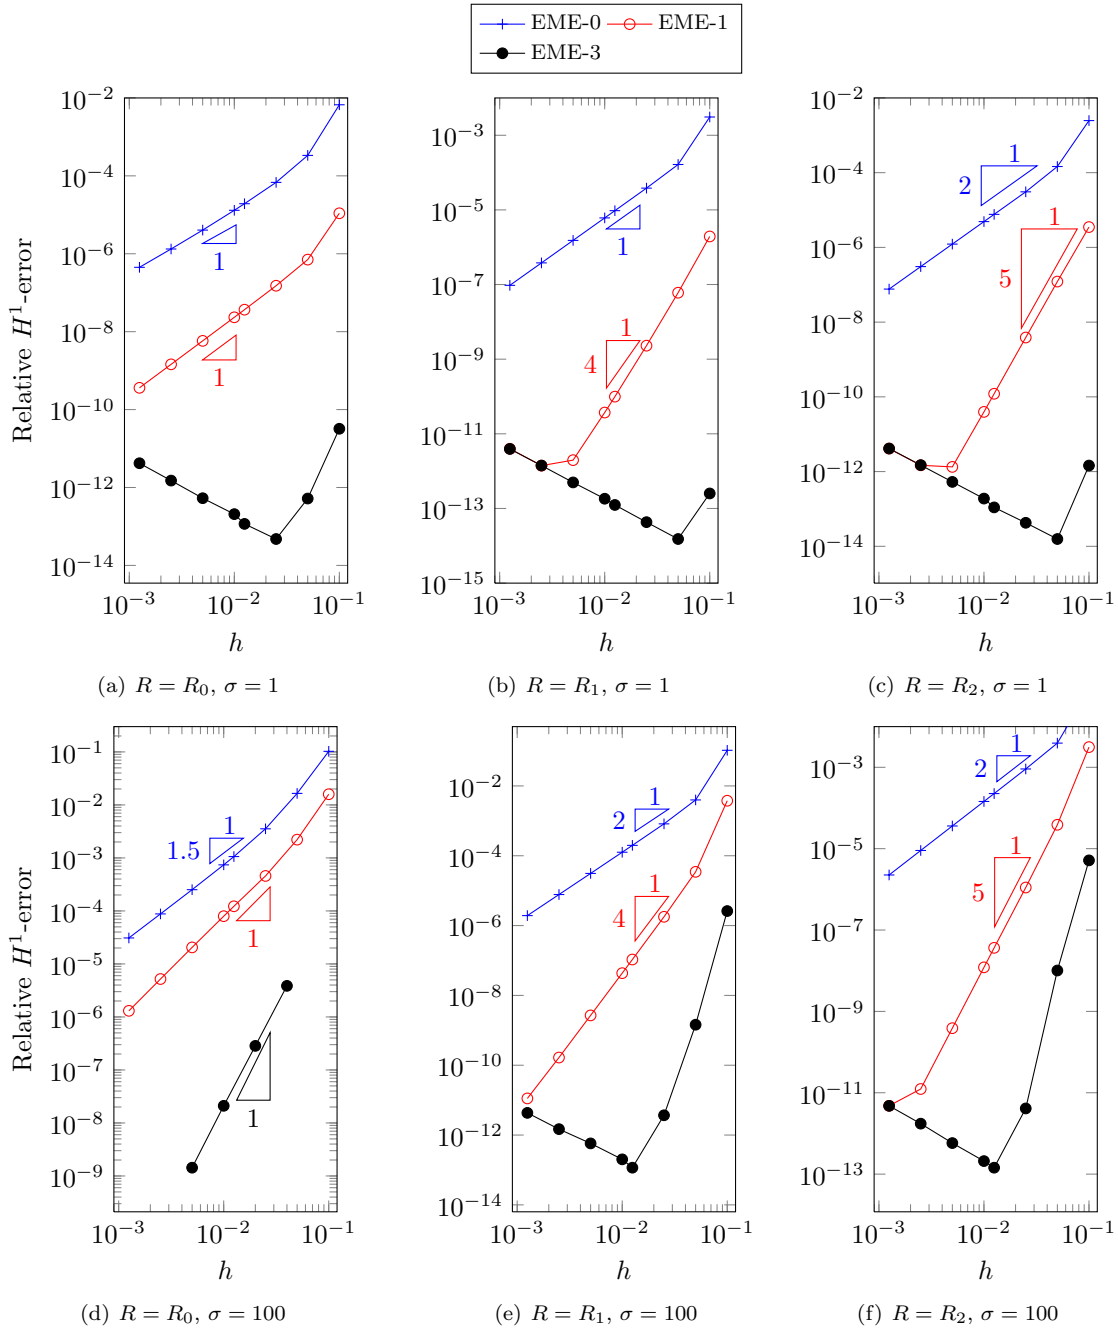 EME-0 EME-1
EME-3
10^{-2}
10^{-4}
10^{-6}
10^{-8}
10^{-10}
10^{-12}
10^{-14}
Relative H^1-error
1
1
10^{-3} 10^{-2} 10^{-1}
h
(a) R = R_0, σ = 1
10^{-3}
10^{-5}
10^{-7}
10^{-9}
10^{-11}
10^{-13}
10^{-15}
1
1
4
10^{-3} 10^{-2} 10^{-1}
h
(b) R = R_1, σ = 1
10^{-2}
10^{-4}
10^{-6}
10^{-8}
10^{-10}
10^{-12}
10^{-14}
1
2
1
5
10^{-3} 10^{-2} 10^{-1}
h
(c) R = R_2, σ = 1
10^{-1}
10^{-2}
10^{-3}
10^{-4}
10^{-5}
10^{-6}
10^{-7}
10^{-8}
10^{-9}
Relative H^1-error
1
1.5
1
1
10^{-3} 10^{-2} 10^{-1}
h
(d) R = R_0, σ = 100
10^{-2}
10^{-4}
10^{-6}
10^{-8}
10^{-10}
10^{-12}
10^{-14}
1
2
1
4
10^{-3} 10^{-2} 10^{-1}
h
(e) R = R_1, σ = 100
10^{-3}
10^{-5}
10^{-7}
10^{-9}
10^{-11}
10^{-13}
1
2
1
5
10^{-3} 10^{-2} 10^{-1}
h
(f) R = R_2, σ = 100